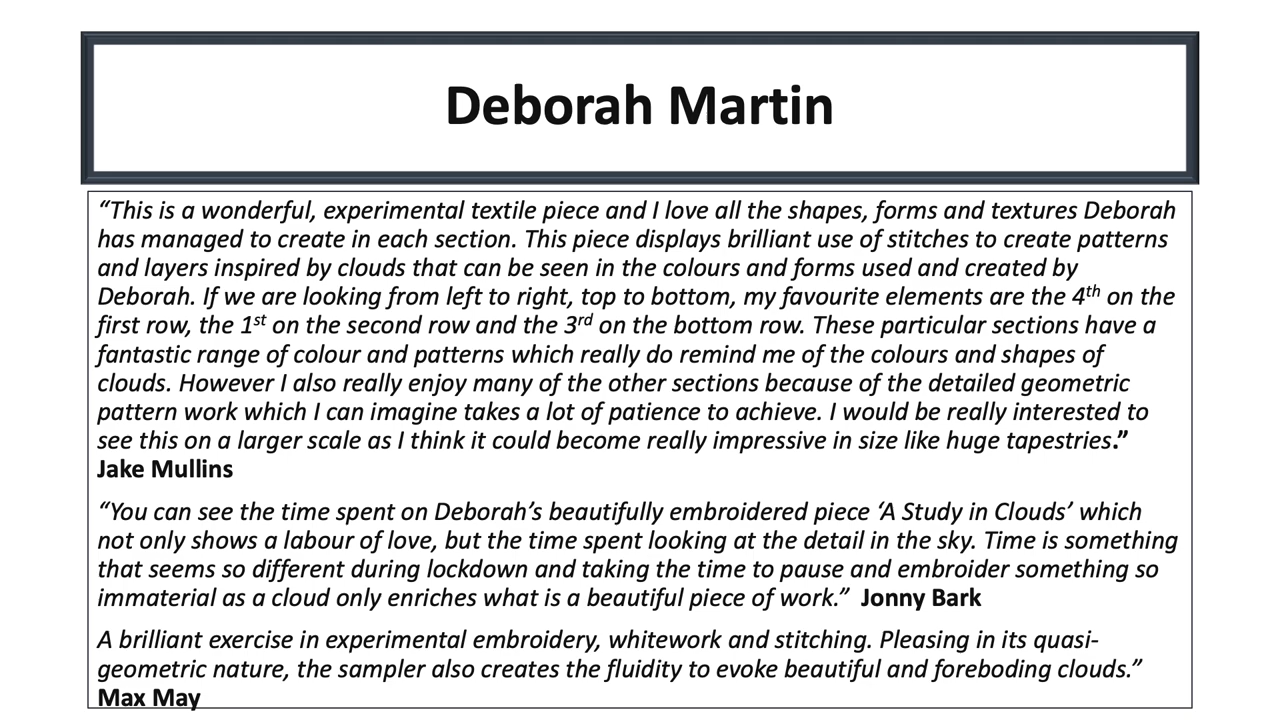 Deborah Martin
“This is a wonderful, experimental textile piece and I love all the shapes, forms and textures Deborah
has managed to create in each section. This piece displays brilliant use of stitches to create patterns
and layers inspired by clouds that can be seen in the colours and forms used and created by
Deborah. If we are looking from left to right, top to bottom, my favourite elements are the 4th on the
first row, the 1st on the second row and the 3rd on the bottom row. These particular sections have a
fantastic range of colour and patterns which really do remind me of the colours and shapes of
clouds. However I also really enjoy many of the other sections because of the detailed geometric
pattern work which I can imagine takes a lot of patience to achieve. I would be really interested to
see this on a larger scale as I think it could become really impressive in size like huge tapestries.”
Jake Mullins
“You can see the time spent on Deborah’s beautifully embroidered piece ‘A Study in Clouds’ which
not only shows a labour of love, but the time spent looking at the detail in the sky. Time is something
that seems so different during lockdown and taking the time to pause and embroider something so
immaterial as a cloud only enriches what is a beautiful piece of work.” Jonny Bark
A brilliant exercise in experimental embroidery, whitework and stitching. Pleasing in its quasi-
geometric nature, the sampler also creates the fluidity to evoke beautiful and foreboding clouds.”
Max May